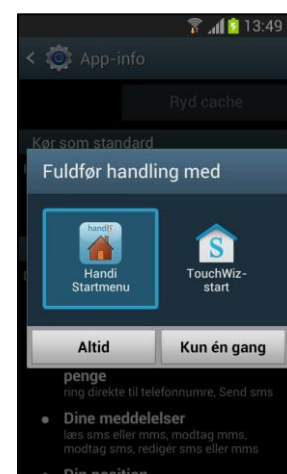 13:49
< App-info
Ryd cache
Kør som standard
Fuldfør handling med
handi
Handi
Startmenu
S
TouchWiz-
start
Altid
Kun én gang
penge
ring direkte til telefonnumre, Send sms
• Dine meddelelser
læs sms eller mms, modtag mms,
modtag sms, redigér sms eller mms
• Din position